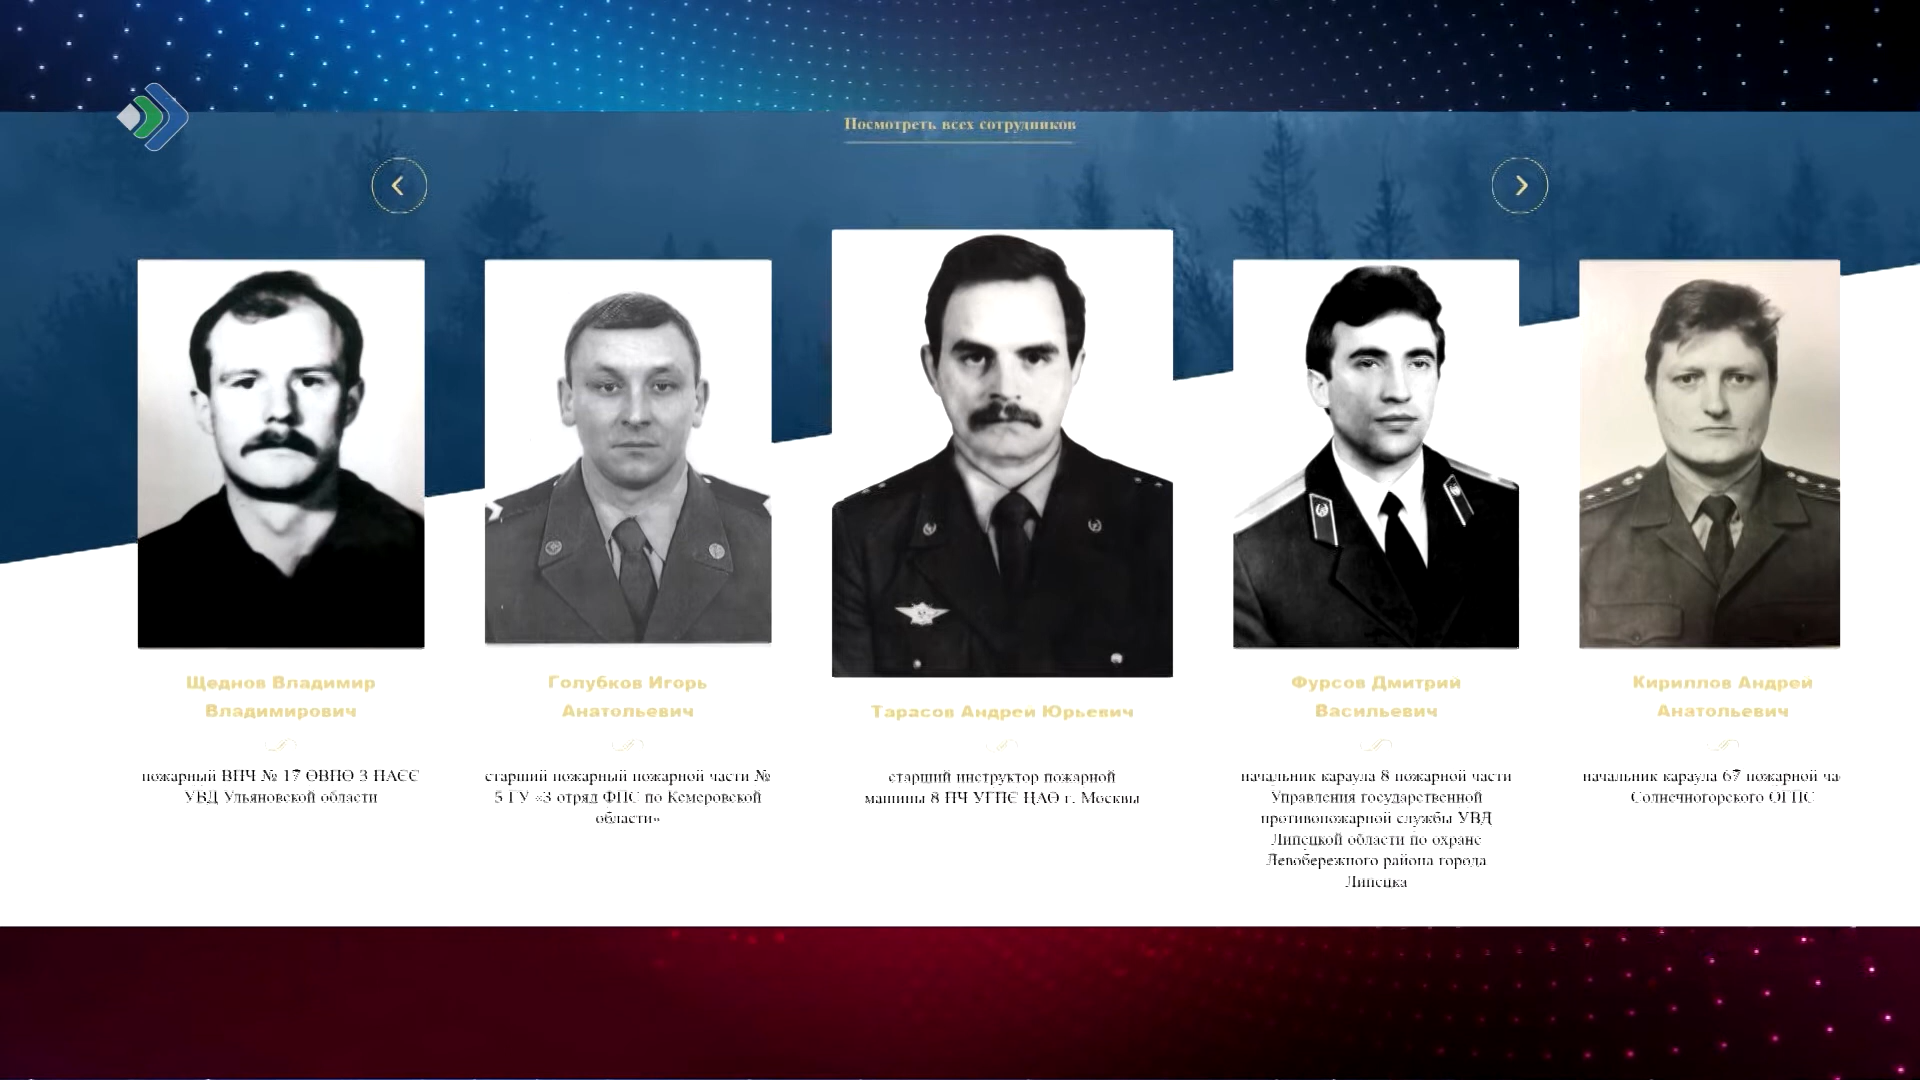 Посмотреть всех сотрудников
Щеднов Владимир
Владимирович
пожарный ВПЧ № 17 ОВПО 3 ПАСС
УВД Ульяновской области
Голубков Игорь
Анатольевич
старший пожарный пожарной части №
5 ГУ «3 отряд ФПС по Кемеровской
области»
Тарасов Андрей Юрьевич
старший инструктор пожарной
машины 8 ПЧ УГПС ЦАО г. Москвы
Фурсов Дмитрий
Васильевич
начальник караула 8 пожарной части
Управления государственной
противопожарной службы УВД
Липецкой области по охране
Левобережного района города
Липецка
Кириллов Андрей
Анатольевич
начальник караула 67 пожарной ча
Солнечногорского ОГПС